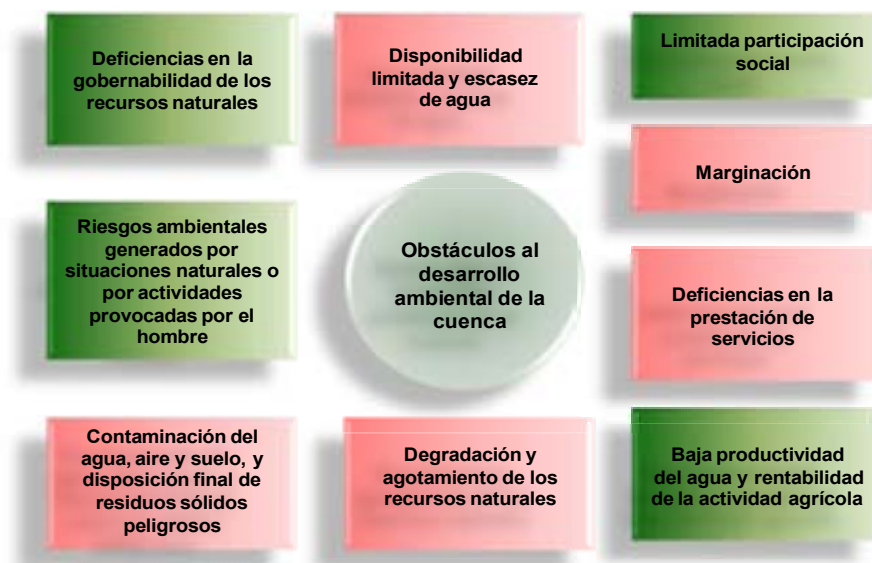 Deficiencias en la
gobernabilidad de los
recursos naturales
Disponibilidad
limitada y escasez
de agua
Limitada participación
social
Marginación
Riesgos ambientales
generados por
situaciones naturales o
por actividades
provocadas por el
hombre
Obstáculos al
desarrollo
ambiental de la
cuenca
Deficiencias en la
prestación de
servicios
Contaminación del
agua, aire y suelo, y
disposición final de
residuos sólidos
peligrosos
Degradación y
agotamiento de los
recursos naturales
Baja productividad
del agua y rentabilidad
de la actividad agrícola